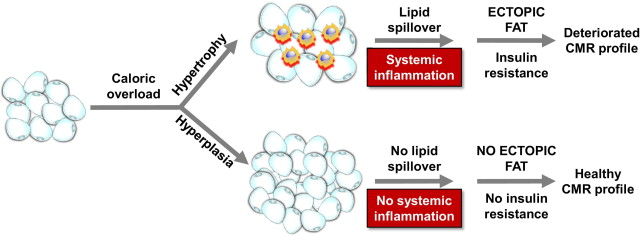 Caloric
overload
Hypertrophy
Lipid
spillover
Systemic
inflammation
ECTOPIC
FAT
Insulin
resistance
Deteriorated
CMR profile
Hyperplasia
No lipid
spillover
No systemic
inflammation
NO ECTOPIC
FAT
No insulin
resistance
Healthy
CMR profile